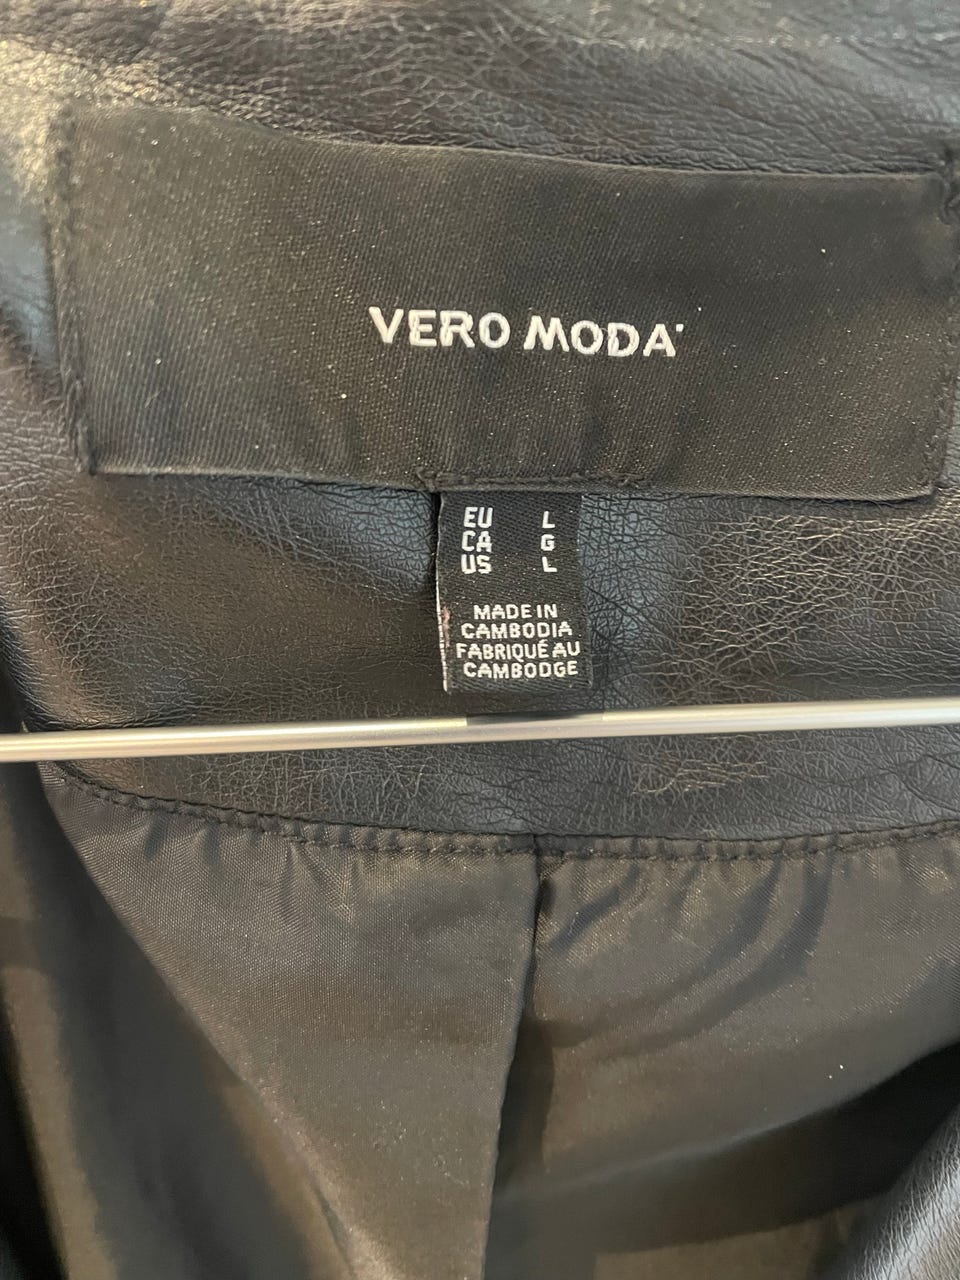 VERO MODA
EU L
CA G
US L
MADE IN
CAMBODIA
FABRIQUÉ AU
CAMBODGE